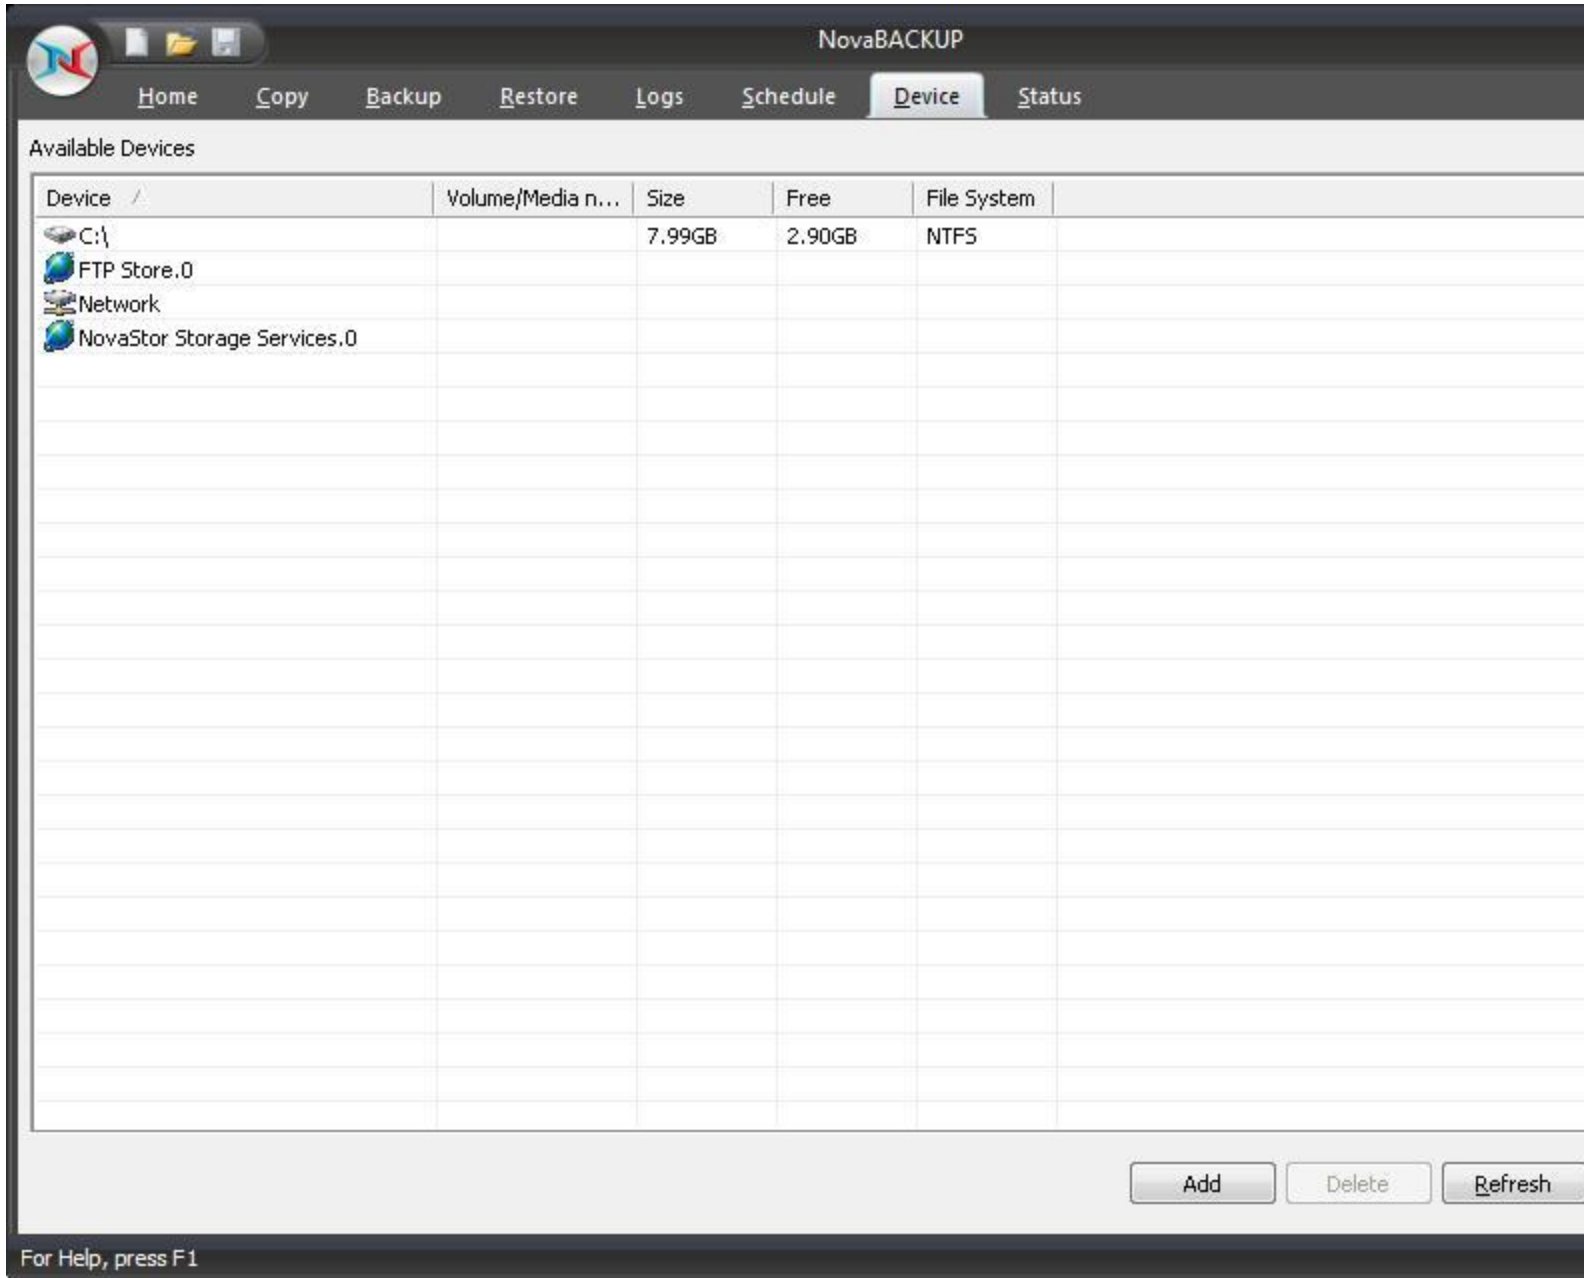 NovaBACKUP
Home Copy Backup Restore Logs Schedule Device Status
Available Devices
Device Volume/Media n... Size Free File System
C:\ 7.99GB 2.90GB NTFS
FTP Store.0
Network
NovaStor Storage Services.0
Add Delete Refresh
For Help, press F1